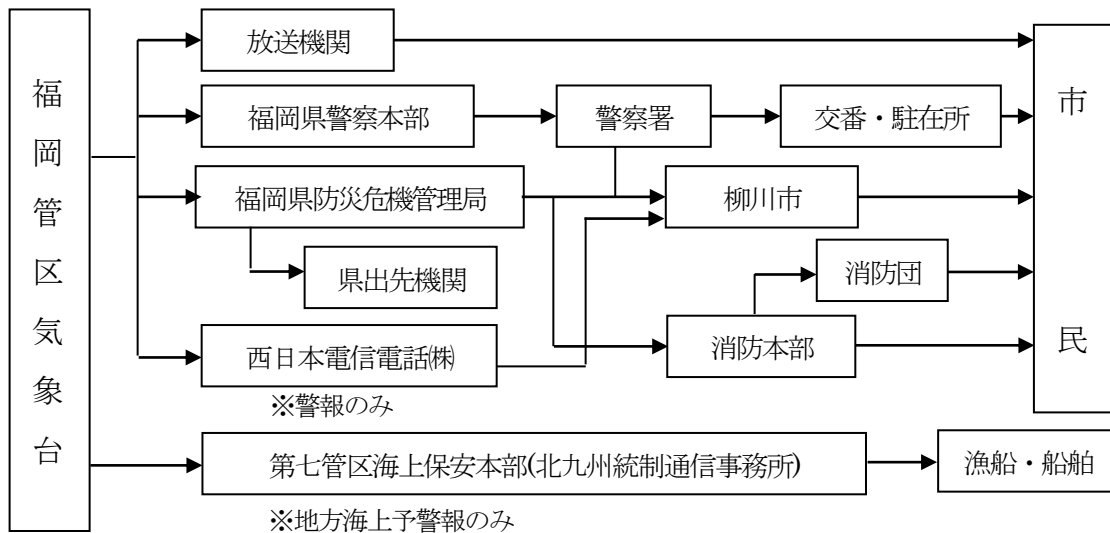 福岡管区気象台
放送機関
福岡県警察本部
警察署
交番・駐在所
福岡県防災危機管理局
柳川市
県出先機関
消防団
西日本電信電話㈱
消防本部
※警報のみ
市民
第七管区海上保安本部(北九州統制通信事務所)
漁船・船舶
※地方海上予警報のみ